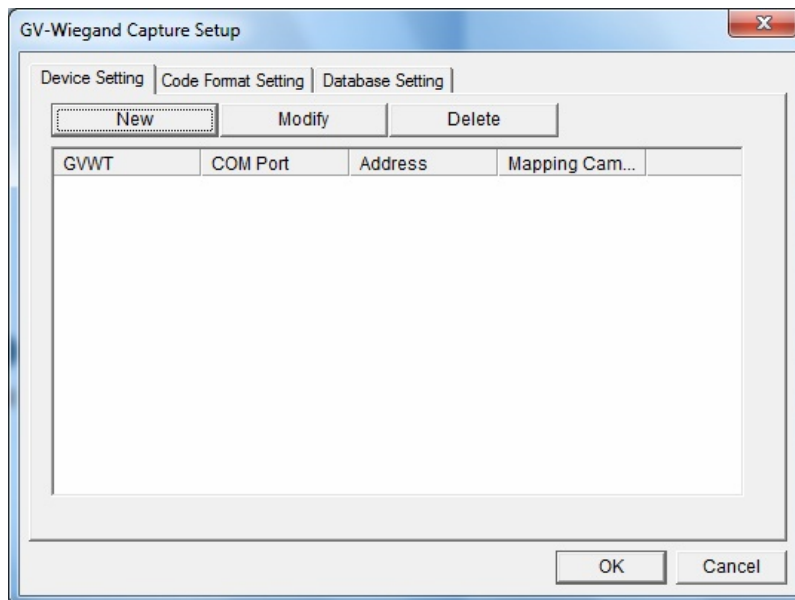 GV-Wiegand Capture Setup
Device Setting Code Format Setting Database Setting
New Modify Delete
GVWT COM Port Address Mapping Cam...
OK Cancel